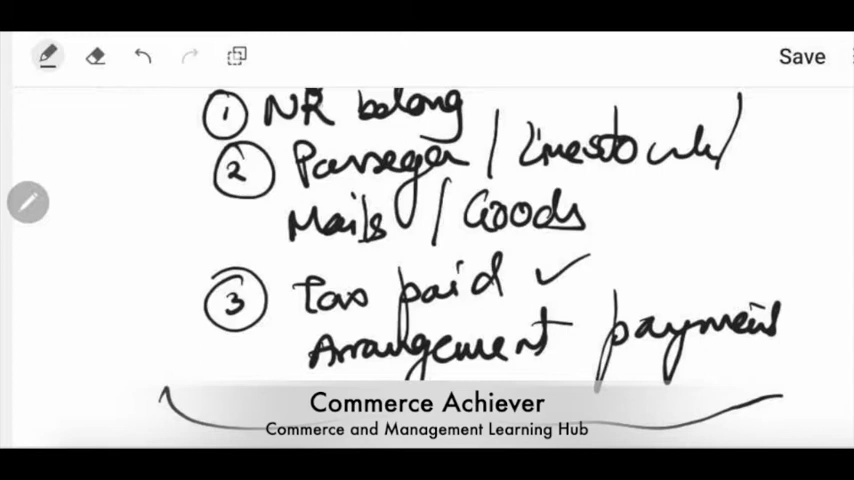 Save
① NR belong
② Passeger / Livestock /
Mails / Goods
③ Tax paid ✓
Arrangement payment
Commerce Achiever
Commerce and Management Learning Hub